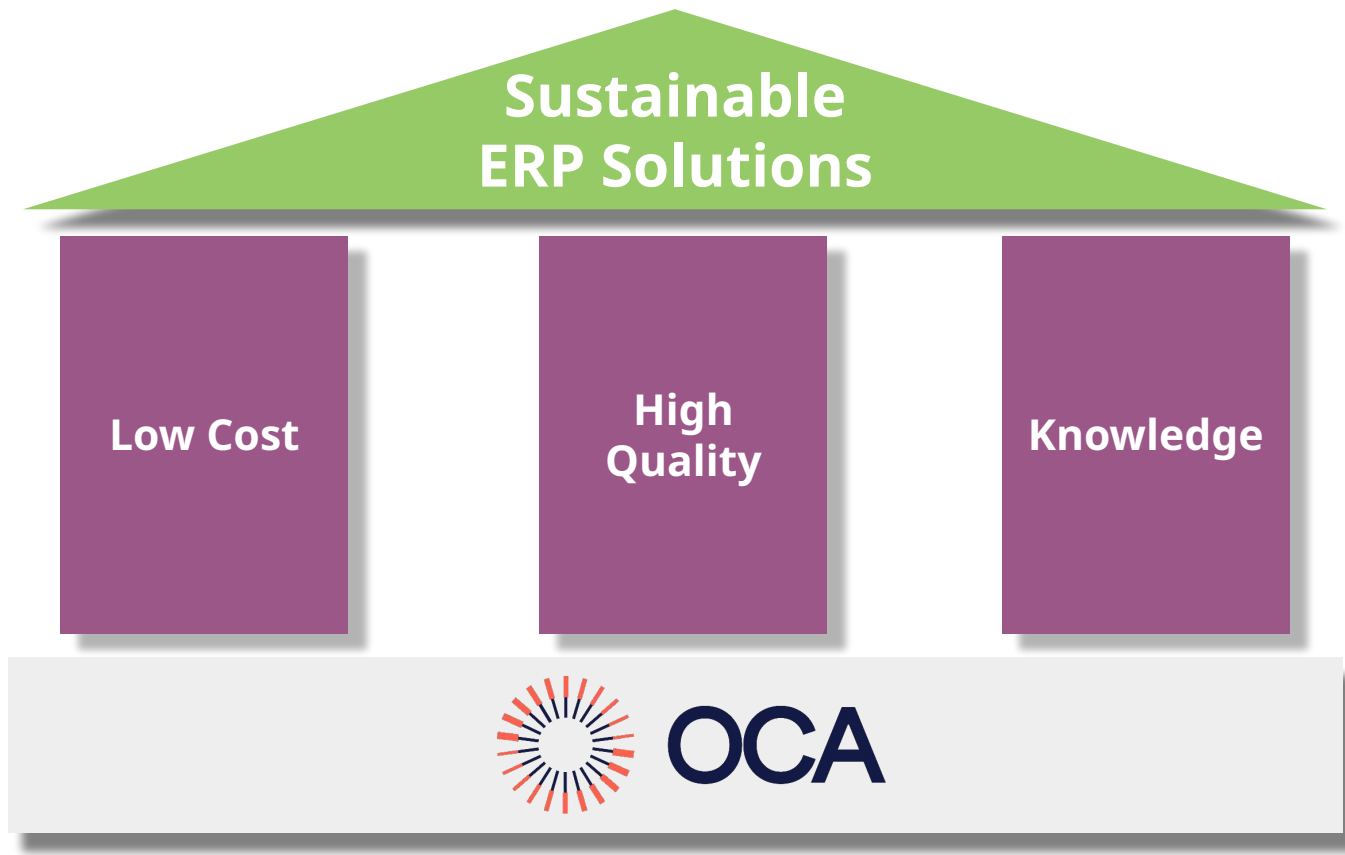 Sustainable
ERP Solutions
Low Cost
High
Quality
Knowledge
OCA